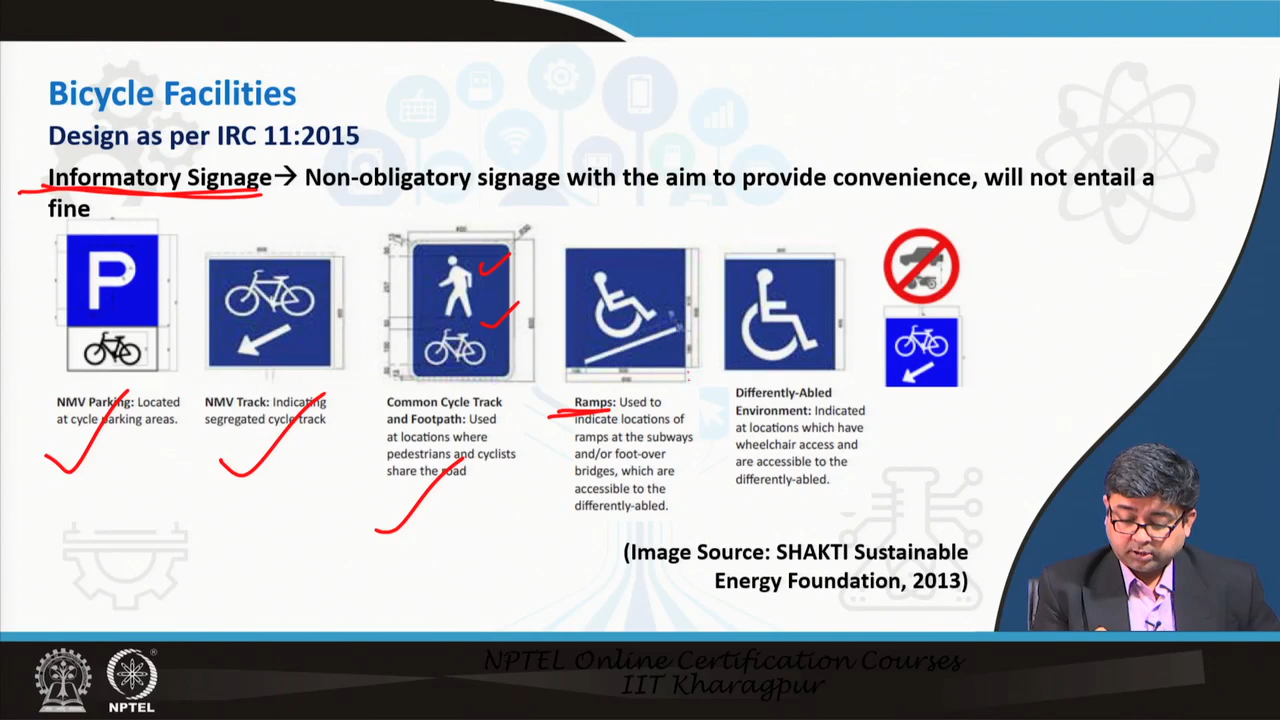 Bicycle Facilities
Design as per IRC 11:2015
Informatory Signage→ Non-obligatory signage with the aim to provide convenience, will not entail a
fine
P
NMV Parking: Located
at cycle parking areas.
NMV Track: Indicating
segregated cycle track
Common Cycle Track
and Footpath: Used
at locations where
pedestrians and cyclists
share the road
Ramps: Used to
indicate locations of
ramps at the subways
and/or foot-over
bridges, which are
accessible to the
differently-abled.
Differently-Abled
Environment: Indicated
at locations which have
wheelchair access and
are accessible to the
differently-abled.
(Image Source: SHAKTI Sustainable
Energy Foundation, 2013)
NPTEL Online Certification Courses
IIT Kharagpur
NPTEL